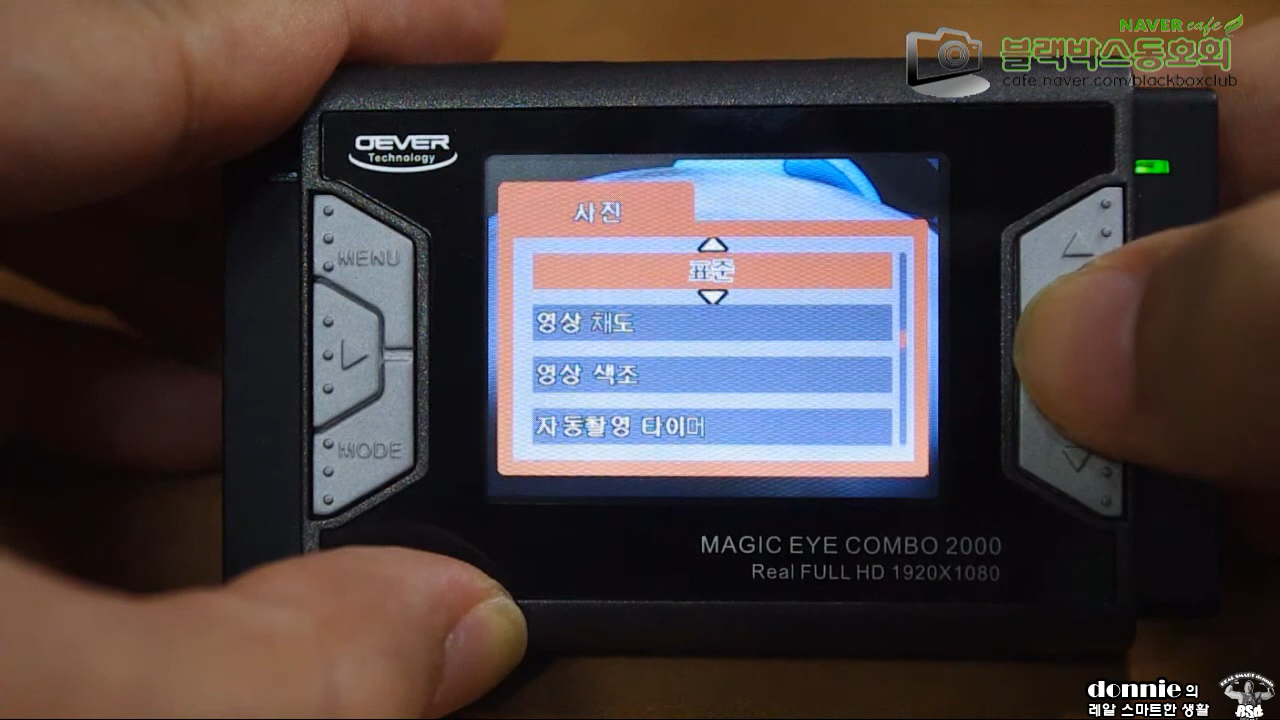 NAVER cafe
블랙박스동호회
cafe.naver.com/blackboxclub
OEVER
Technology
사진
MENU
표준
영상 채도
영상 색조
자동촬영 타이머
MODE
MAGIC EYE COMBO 2000
Real FULL HD 1920X1080
donnie의
레알 스마트한 생활